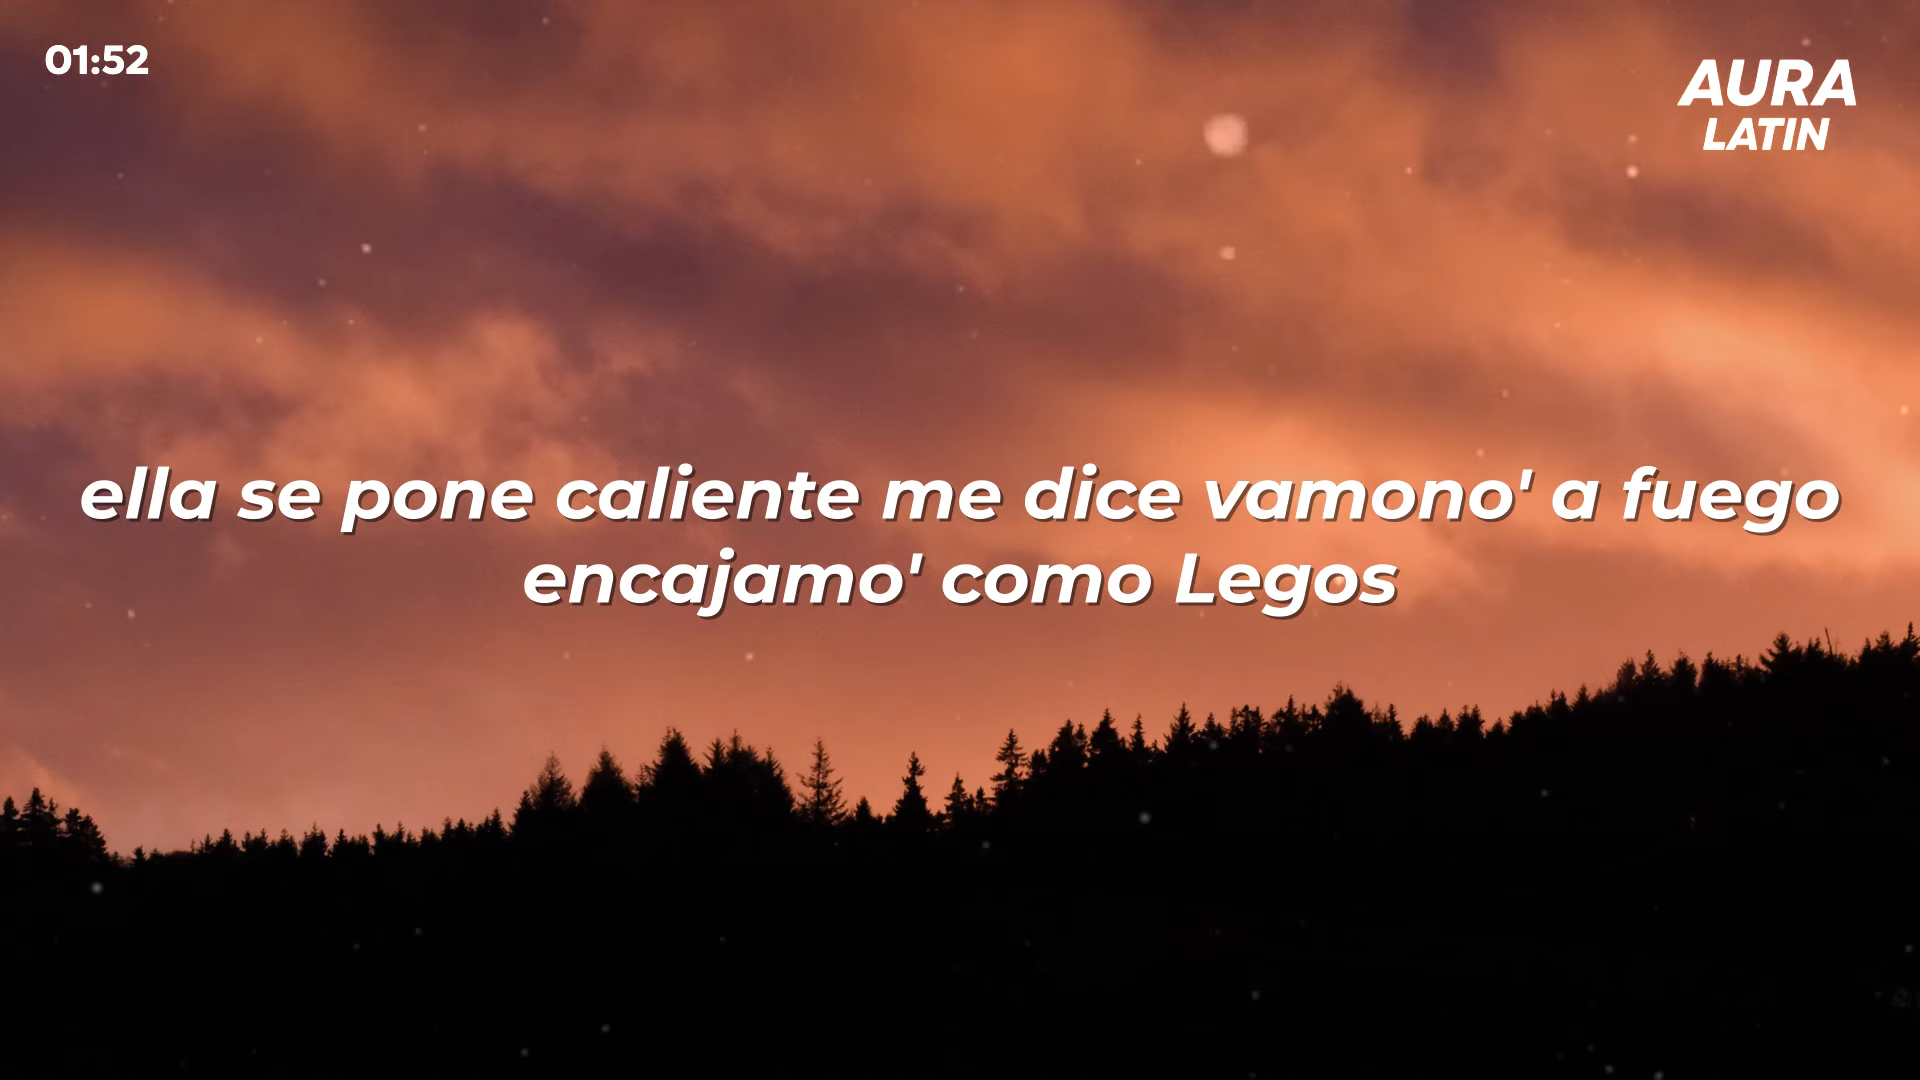 01:52
AURA
LATIN
ella se pone caliente me dice vamono' a fuego
encajamo' como Legos